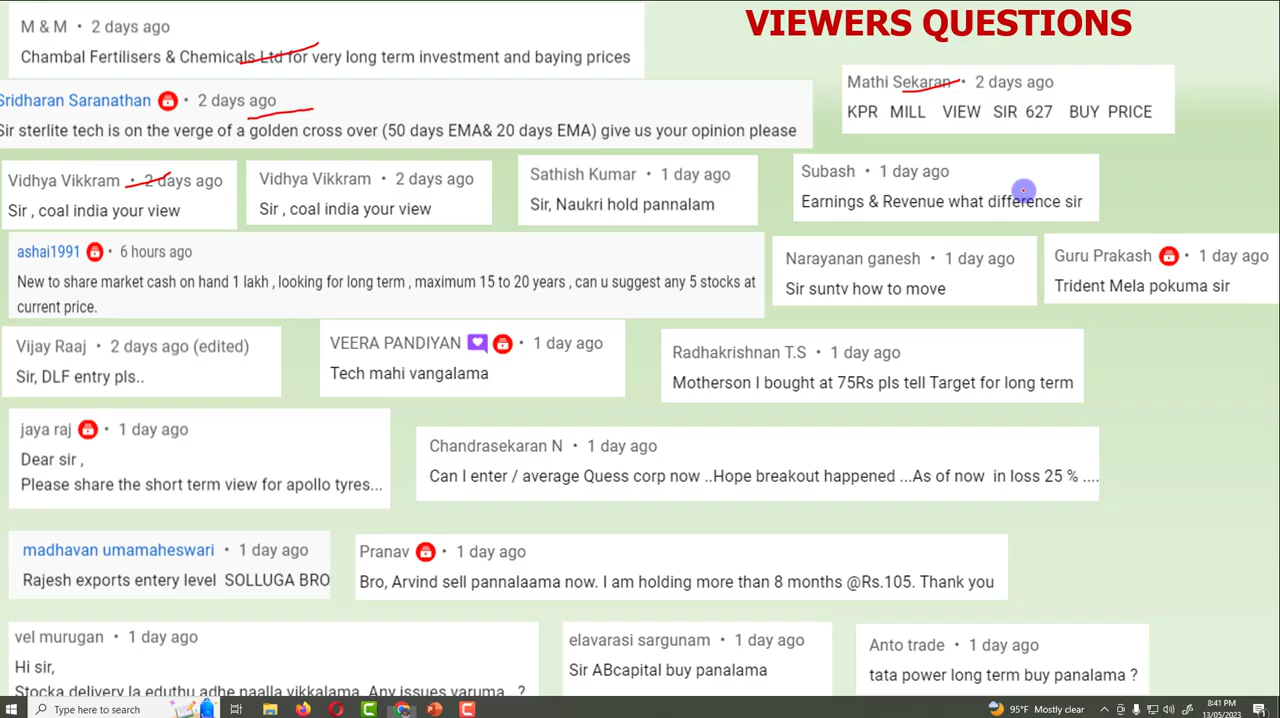 VIEWERS QUESTIONS
M & M • 2 days ago
Chambal Fertilisers & Chemicals Ltd for very long term investment and baying prices
Sridharan Saranathan • 2 days ago
Sir sterlite tech is on the verge of a golden cross over (50 days EMA& 20 days EMA) give us your opinion please
Mathi Sekaran • 2 days ago
KPR MILL VIEW SIR 627 BUY PRICE
Vidhya Vikkram • 2 days ago
Sir , coal india your view
Vidhya Vikkram • 2 days ago
Sir , coal india your view
Sathish Kumar • 1 day ago
Sir, Naukri hold pannalam
Subash • 1 day ago
Earnings & Revenue what difference sir
ashai1991 • 6 hours ago
New to share market cash on hand 1 lakh , looking for long term , maximum 15 to 20 years , can u suggest any 5 stocks at
current price.
Narayanan ganesh • 1 day ago
Sir suntv how to move
Guru Prakash • 1 day ago
Trident Mela pokuma sir
Vijay Raaj • 2 days ago (edited)
Sir, DLF entry pls..
VEERA PANDIYAN • 1 day ago
Tech mahi vangalama
Radhakrishnan T.S • 1 day ago
Motherson I bought at 75Rs pls tell Target for long term
jaya raj • 1 day ago
Dear sir ,
Please share the short term view for apollo tyres...
Chandrasekaran N • 1 day ago
Can I enter / average Quess corp now ..Hope breakout happened ...As of now in loss 25 % ....
madhavan umamaheswari • 1 day ago
Rajesh exports entery level SOLLUGA BRO
Pranav • 1 day ago
Bro, Arvind sell pannalaama now. I am holding more than 8 months @Rs.105. Thank you
vel murugan • 1 day ago
Hi sir,
Stocka delivery la eduthu adhe naalla vikkalama. Any issues varuma ..?
elavarasi sargunam • 1 day ago
Sir ABcapital buy panalama
Anto trade • 1 day ago
tata power long term buy panalama ?
Type here to search
95°F Mostly clear
8:41 PM
13/05/2023